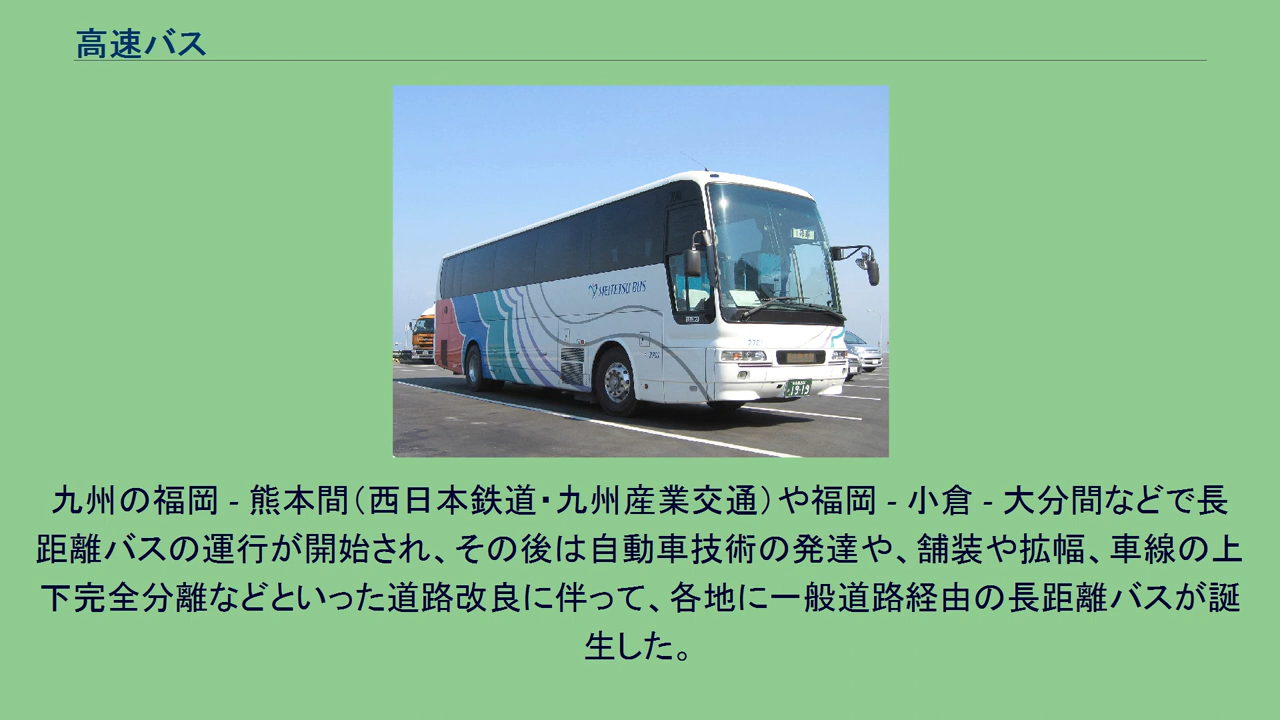 高速バス
MEITETSU BUS
2701
19-19
九州の福岡 - 熊本間（西日本鉄道・九州産業交通）や福岡 - 小倉 - 大分間などで長
距離バスの運行が開始され、その後は自動車技術の発達や、舗装や拡幅、車線の上
下完全分離などといった道路改良に伴って、各地に一般道路経由の長距離バスが誕
生した。